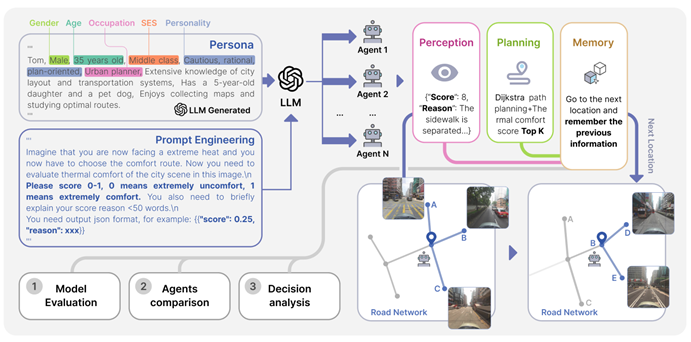 Gender Age Occupation SES Personality
Persona
"
Tom, Male, 35 years old, Middle class, Cautious, rational,
plan-oriented, Urban planner, Extensive knowledge of city
layout and transportation systems, Has a 5-year-old
daughter and a pet dog, Enjoys collecting maps and
studying optimal routes.
"
LLM Generated
Prompt Engineering
"
Imagine that you are now facing a extreme heat and you
now have to choose the comfort route. Now you need to
evaluate thermal comfort of the city scene in this image.\n
Please score 0-1, 0 means extremely uncomfort, 1
means extremely comfort. You also need to briefly
explain your score reason <50 words.\n
You need output json format, for example: {{"score": 0.25,
"reason": xxx}}
"
LLM
Agent 1
Agent 2
... ...
Agent N
Perception
{"Score": 8,
"Reason": The
sidewalk is
separated...}
Planning
Dijkstra path
planning+The
rmal comfort
score Top K
Memory
Go to the next
location and
remember the
previous
information
Next Location
A
B
C
Road Network
A
B
C
D
E
Road Network
1 Model
Evaluation
2 Agents
comparison
3 Decision
analysis